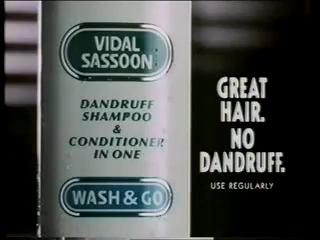 VIDAL
SASSOON
DANDRUFF
SHAMPOO
&
CONDITIONER
IN ONE
WASH & GO
GREAT
HAIR.
NO
DANDRUFF.
USE REGULARLY